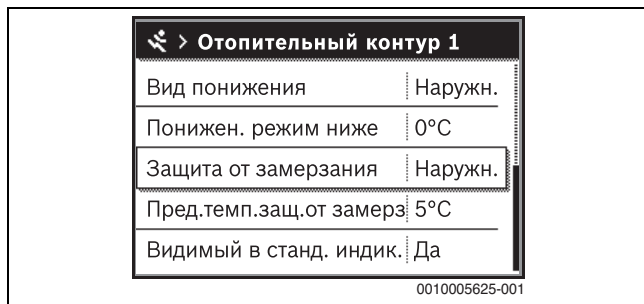 > Отопительный контур 1
Вид понижения Наружн.
Понижен. режим ниже 0°C
Защита от замерзания Наружн.
Пред.темп.защ.от замерз 5°C
Видимый в станд. индик. Да
0010005625-001